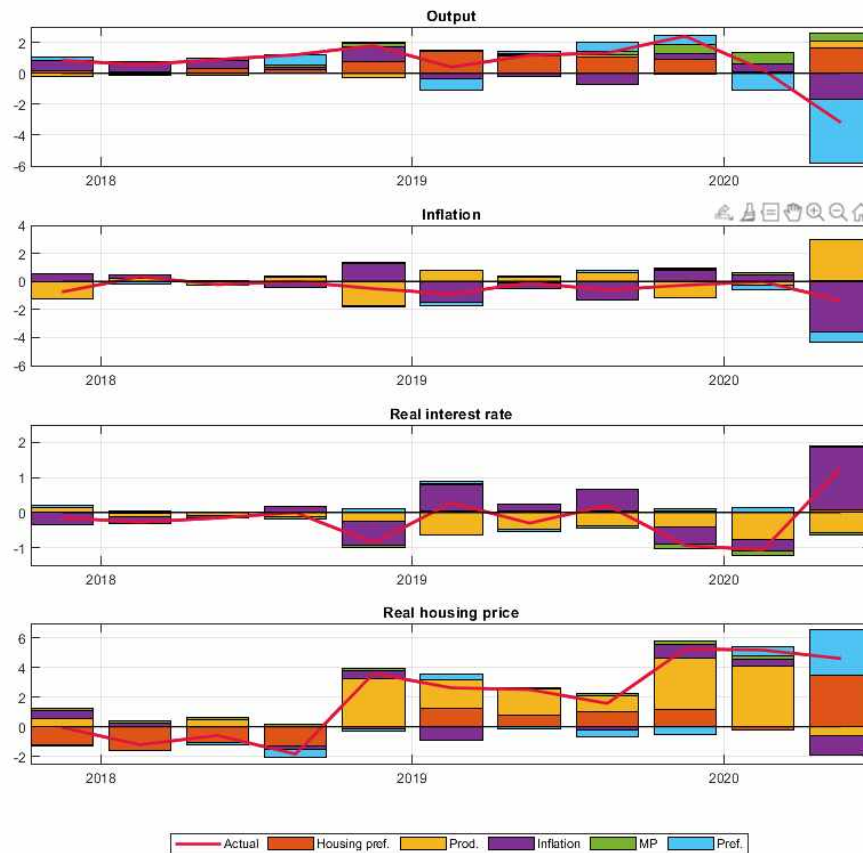 Output
2
0
-2
-4
-6
2018 2019 2020
Inflation
4
2
0
-2
-4
-6
2018 2019 2020
Real interest rate
2
1
0
-1
2018 2019 2020
Real housing price
6
4
2
0
-2
2018 2019 2020
Actual Housing pref. Prod. Inflation MP Pref.